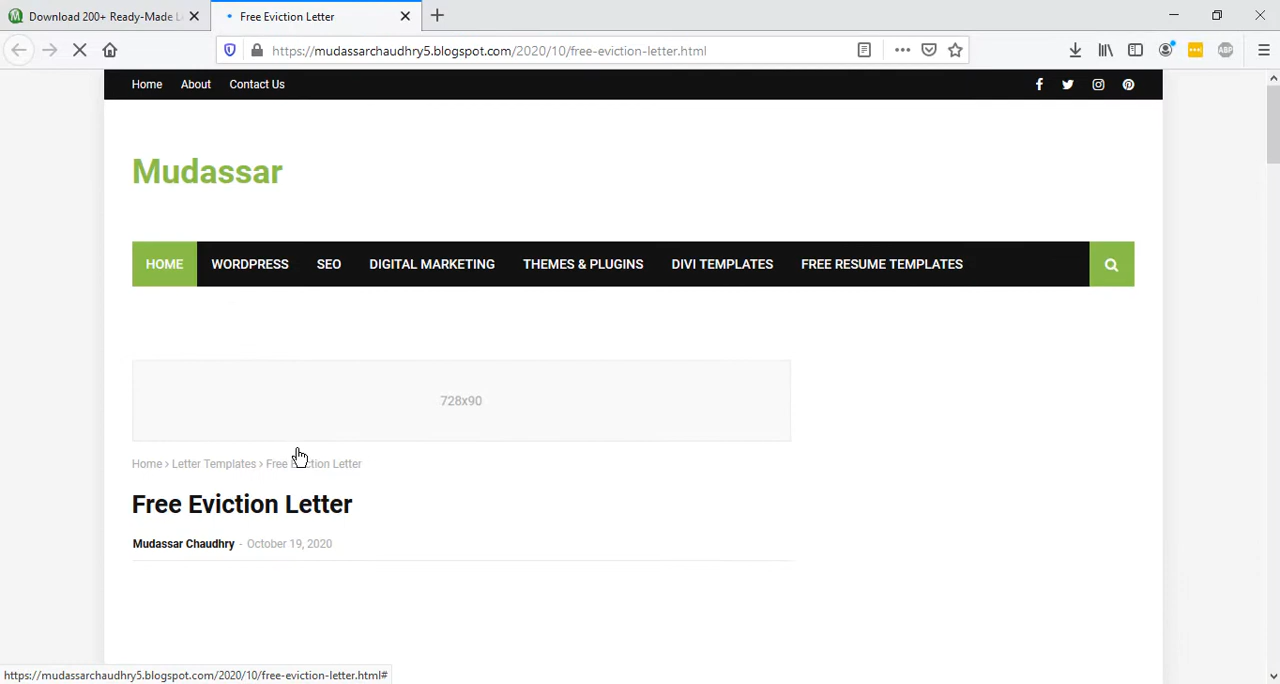 Download 200+ Ready-Made L
Free Eviction Letter
https://mudassarchaudhry5.blogspot.com/2020/10/free-eviction-letter.html
ABP
Home About Contact Us
Mudassar
HOME WORDPRESS SEO DIGITAL MARKETING THEMES & PLUGINS DIVI TEMPLATES FREE RESUME TEMPLATES
728x90
Home › Letter Templates › Free Eviction Letter
Free Eviction Letter
Mudassar Chaudhry - October 19, 2020
https://mudassarchaudhry5.blogspot.com/2020/10/free-eviction-letter.html#